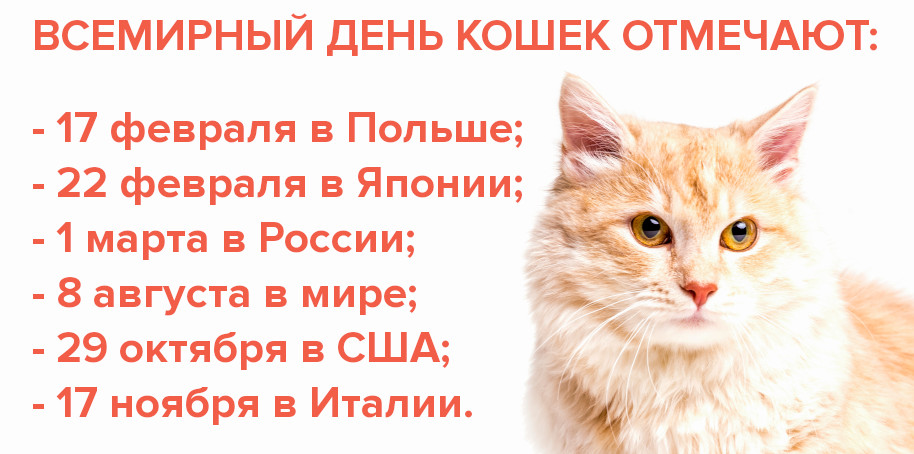 ВСЕМИРНЫЙ ДЕНЬ КОШЕК ОТМЕЧАЮТ:
- 17 февраля в Польше;
- 22 февраля в Японии;
- 1 марта в России;
- 8 августа в мире;
- 29 октября в США;
- 17 ноября в Италии.